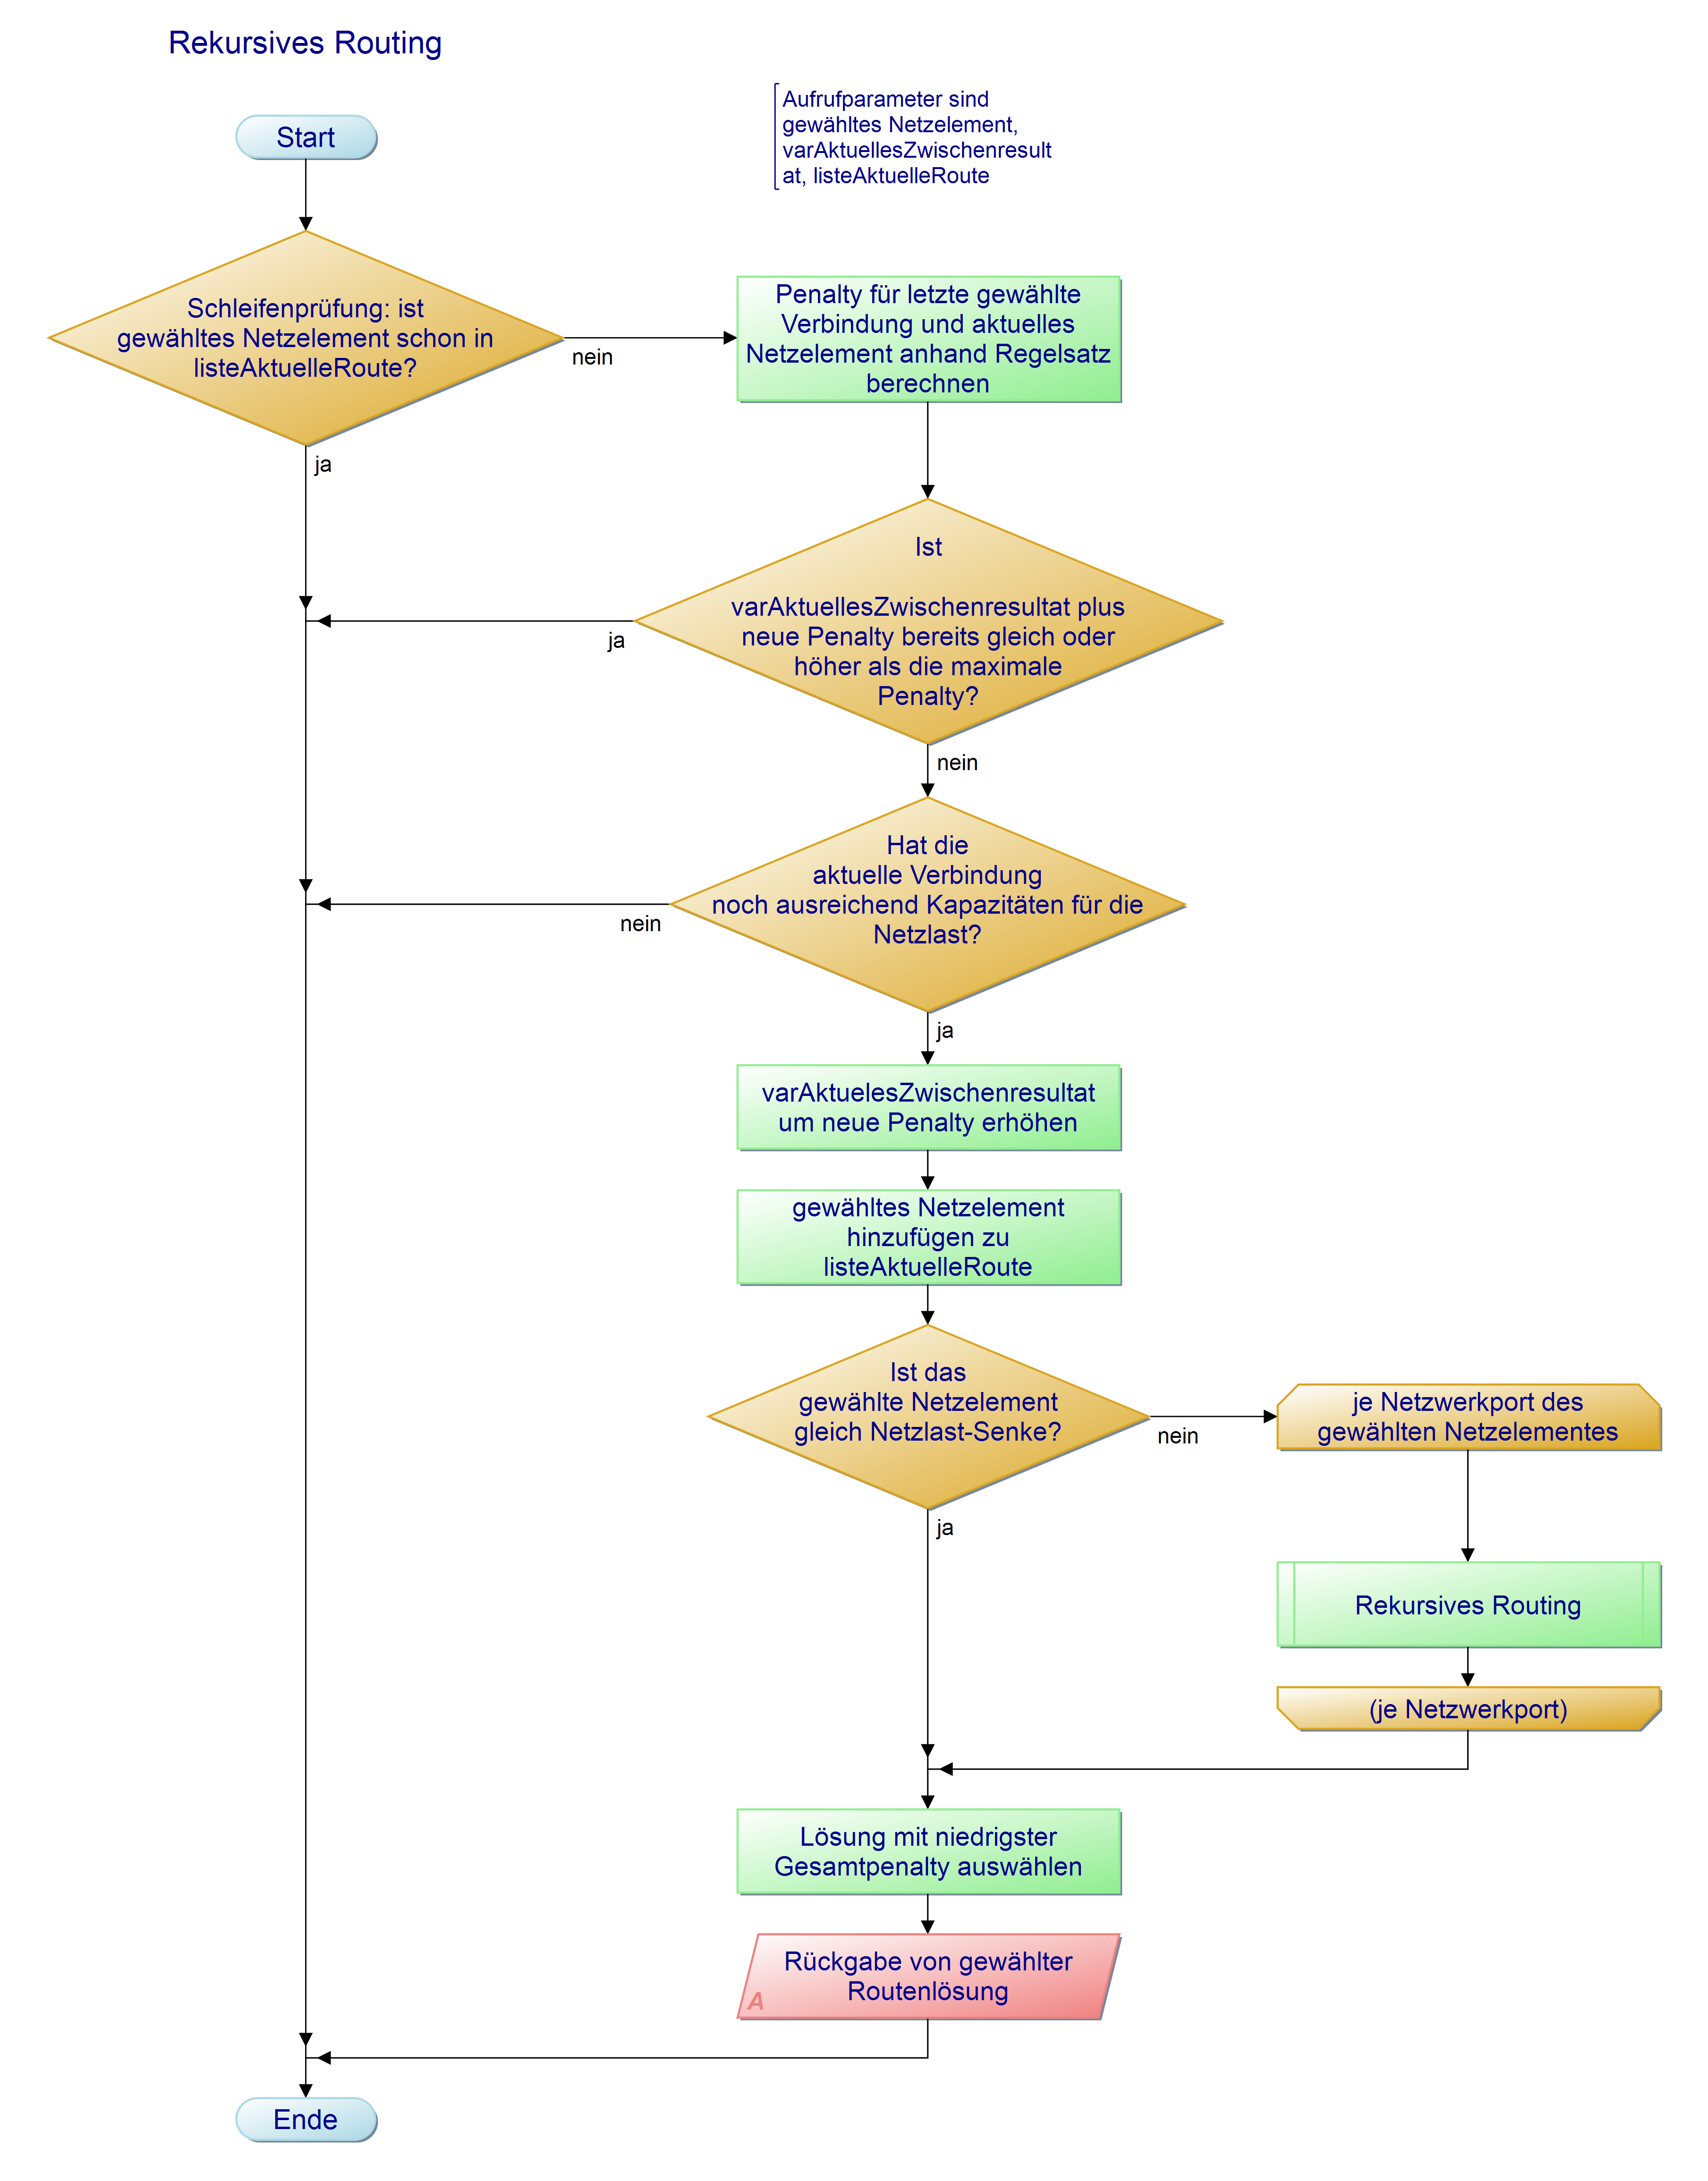 Rekursives Routing
Aufrufparameter sind
gewähltes Netzelement,
varAktuellesZwischenresult
at, listeAktuelleRoute
Start
Schleifenprüfung: ist
gewähltes Netzelement schon in
listeAktuelleRoute?
nein
ja
Penalty für letzte gewählte
Verbindung und aktuelles
Netzelement anhand Regelsatz
berechnen
Ist
varAktuellesZwischenresultat plus
neue Penalty bereits gleich oder
höher als die maximale
Penalty?
ja
nein
Hat die
aktuelle Verbindung
noch ausreichend Kapazitäten für die
Netzlast?
nein
ja
varAktuelesZwischenresultat
um neue Penalty erhöhen
gewähltes Netzelement
hinzufügen zu
listeAktuelleRoute
Ist das
gewählte Netzelement
gleich Netzlast-Senke?
nein
ja
je Netzwerkport des
gewählten Netzelementes
Rekursives Routing
(je Netzwerkport)
Lösung mit niedrigster
Gesamtpenalty auswählen
Rückgabe von gewählter
Routenlösung
A
Ende